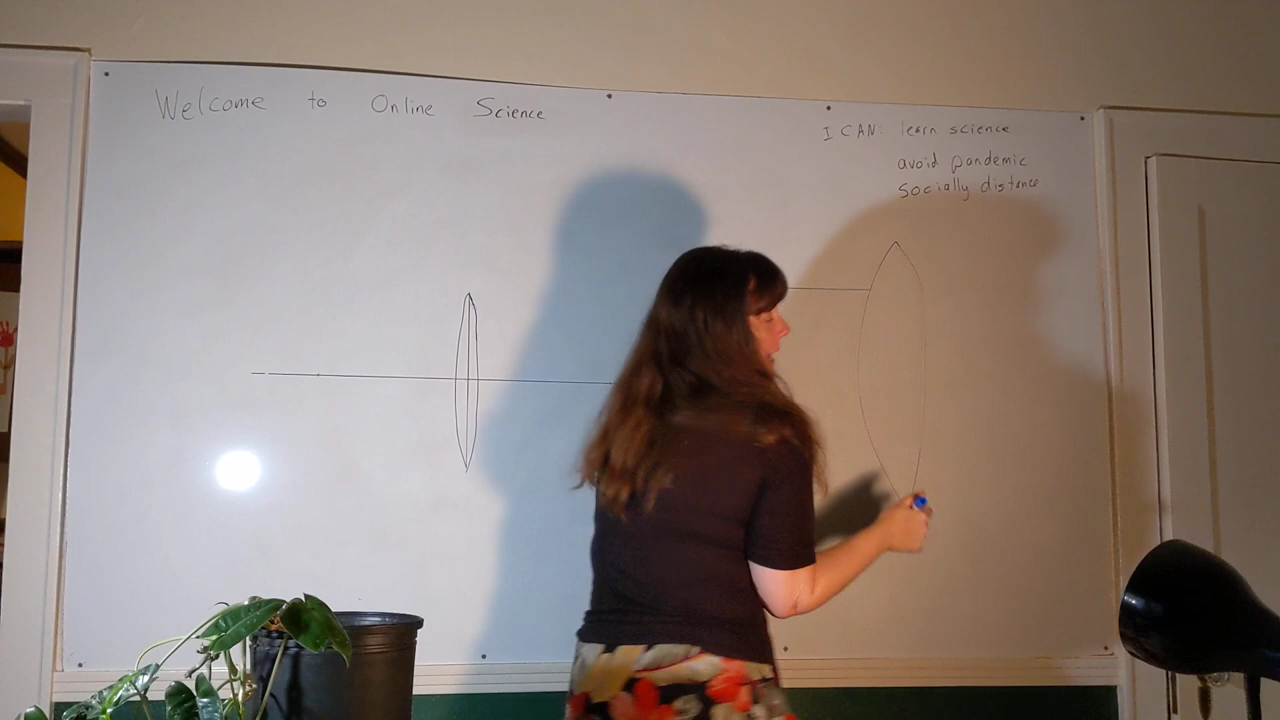 Welcome to Online Science
I CAN: learn science
avoid pandemic
socially distance